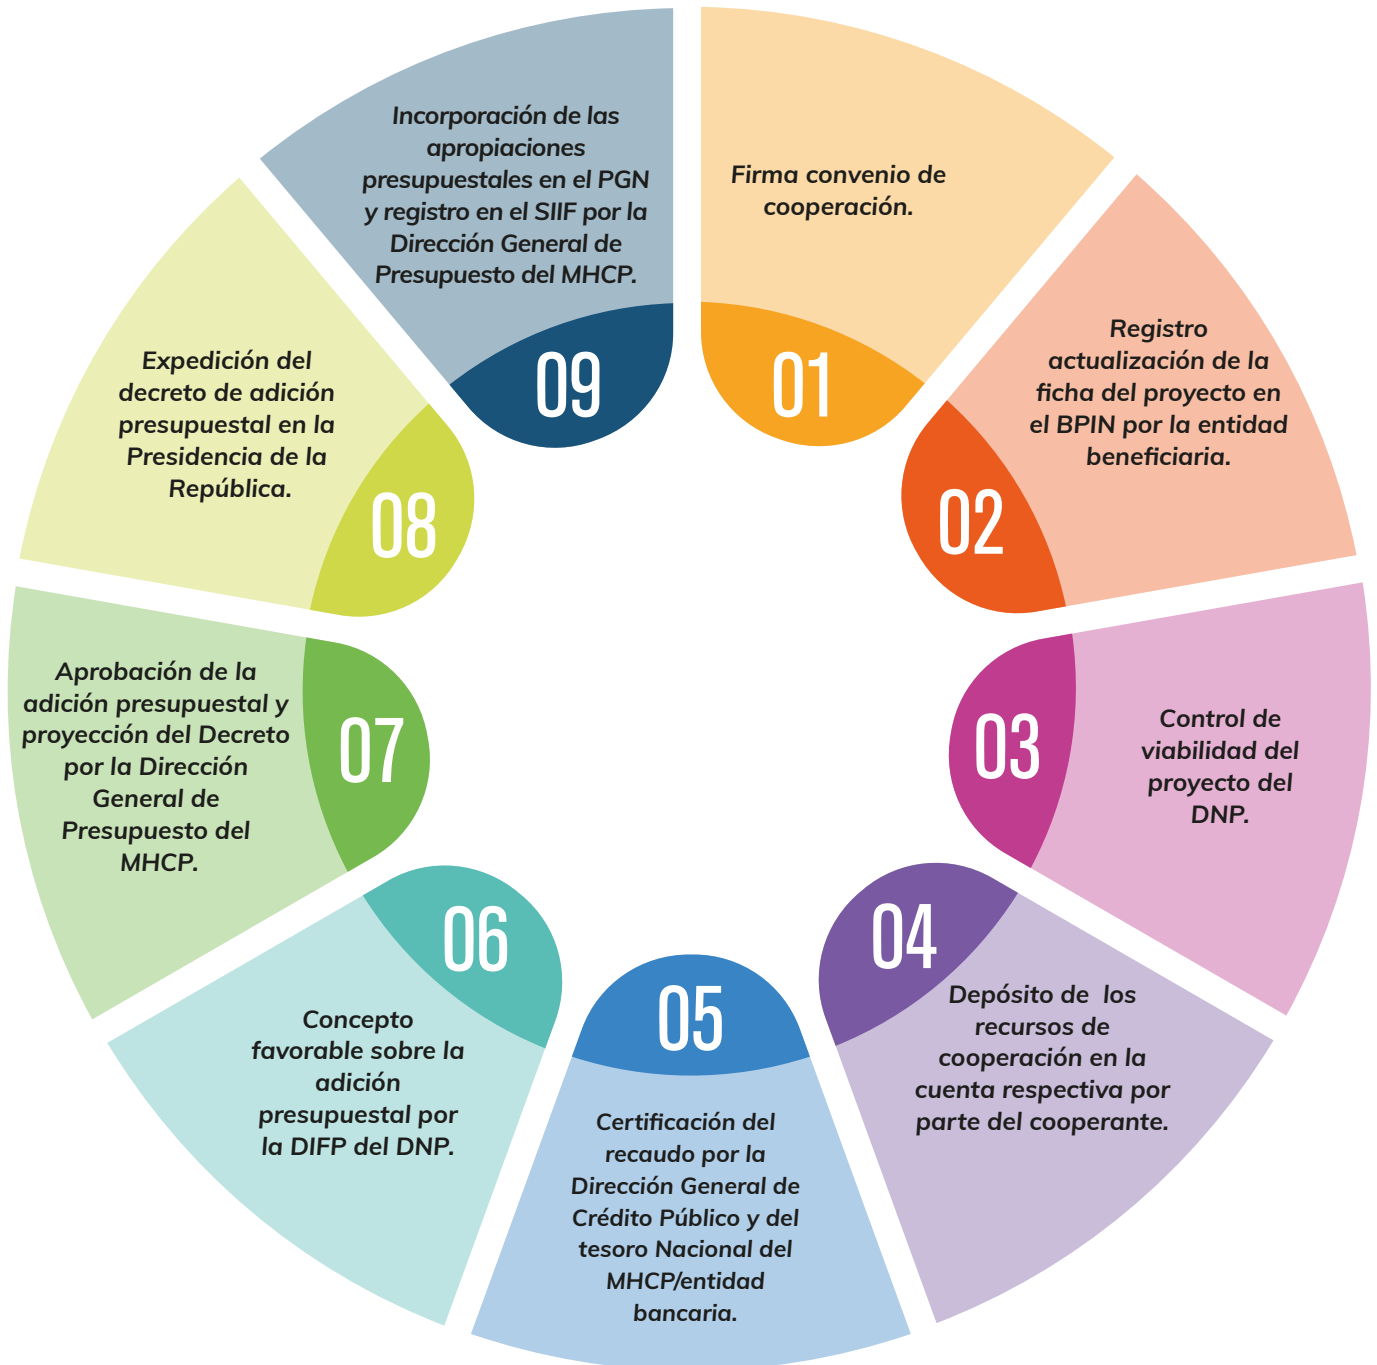 Firma convenio de
cooperación.
01
Registro
actualización de la
ficha del proyecto en
el BPIN por la entidad
beneficiaria.
02
Control de
viabilidad del
proyecto del
DNP.
03
04
Depósito de los
recursos de
cooperación en la
cuenta respectiva por
parte del cooperante.
05
Certificación del
recaudo por la
Dirección General de
Crédito Público y del
tesoro Nacional del
MHCP/entidad
bancaria.
06
Concepto
favorable sobre la
adición
presupuestal por
la DIFP del DNP.
07
Aprobación de la
adición presupuestal y
proyección del Decreto
por la Dirección
General de
Presupuesto del
MHCP.
08
Expedición del
decreto de adición
presupuestal en la
Presidencia de la
República.
09
Incorporación de las
apropiaciones
presupuestales en el PGN
y registro en el SIIF por la
Dirección General de
Presupuesto del MHCP.